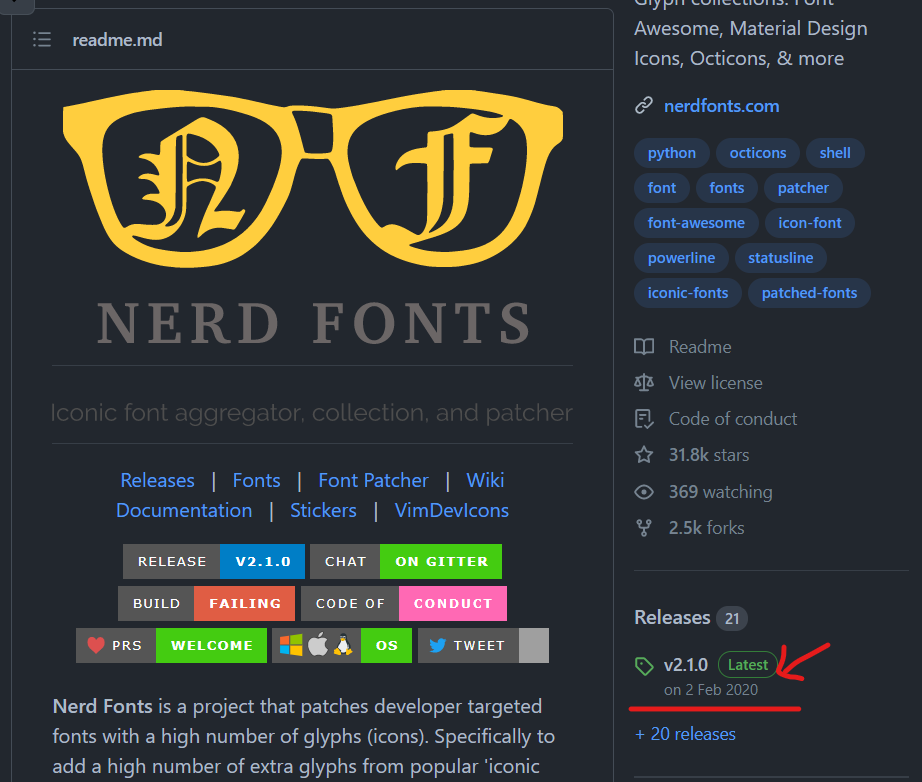 readme.md
N F
NERD FONTS
Iconic font aggregator, collection, and patcher
Releases | Fonts | Font Patcher | Wiki
Documentation | Stickers | VimDevIcons
RELEASE V2.1.0 CHAT ON GITTER
BUILD FAILING CODE OF CONDUCT
PRS WELCOME OS TWEET
Nerd Fonts is a project that patches developer targeted
fonts with a high number of glyphs (icons). Specifically to
add a high number of extra glyphs from popular 'iconic
Glyph collections: Font
Awesome, Material Design
Icons, Octicons, & more
nerdfonts.com
python octicons shell
font fonts patcher
font-awesome icon-font
powerline statusline
iconic-fonts patched-fonts
Readme
View license
Code of conduct
31.8k stars
369 watching
2.5k forks
Releases 21
v2.1.0 Latest
on 2 Feb 2020
+ 20 releases